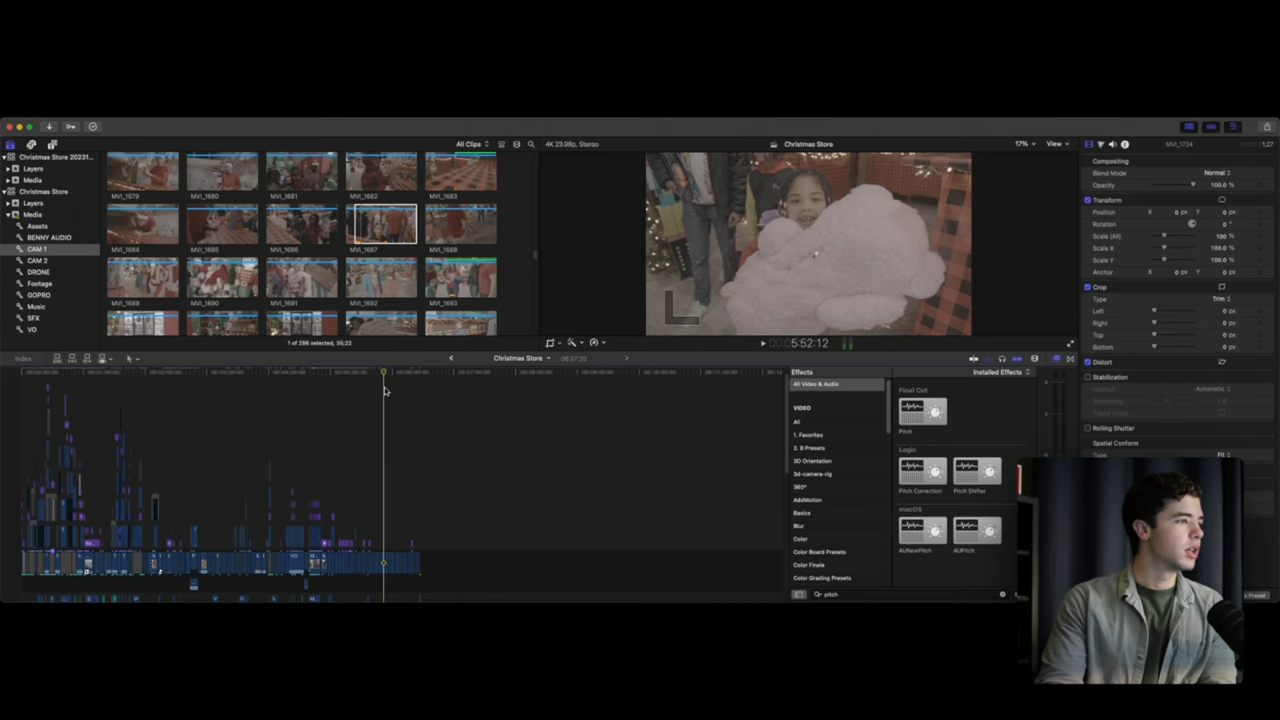 All Clips
4K 23.98p, Stereo
Christmas Store
17%
View
MVI_1724
1;27
Christmas Store 20231...
Layers
Media
Christmas Store
Layers
Media
Assets
BENNY AUDIO
CAM 1
CAM 2
DRONE
Footage
GOPRO
Music
SFX
VO
MVI_1679
MVI_1680
MVI_1681
MVI_1682
MVI_1683
MVI_1684
MVI_1685
MVI_1686
MVI_1687
MVI_1688
MVI_1689
MVI_1690
MVI_1691
MVI_1692
MVI_1693
1 of 286 selected, 35;22
00:00:05:52:12
Compositing
Blend Mode
Normal
Opacity
100.0 %
Transform
Position
X
0 px
Y
0 px
Rotation
0 °
Scale (All)
100 %
Scale X
100.0 %
Scale Y
100.0 %
Anchor
X
0 px
Y
0 px
Crop
Type
Trim
Left
0 px
Right
0 px
Top
0 px
Bottom
0 px
Distort
Stabilization
Automatic
Rolling Shutter
Spatial Conform
Type
Fit
Index
Christmas Store
06:37:20
Effects
Installed Effects
All Video & Audio
VIDEO
All
1. Favorites
2. B Presets
3D Orientation
3d-camera-rig
360°
AddMotion
Basics
Blur
Color
Color Board Presets
Color Finale
Color Grading Presets
pitch
Final Cut
Pitch
Logic
Pitch Correction
Pitch Shifter
macOS
AUNewPitch
AUPitch
Preset